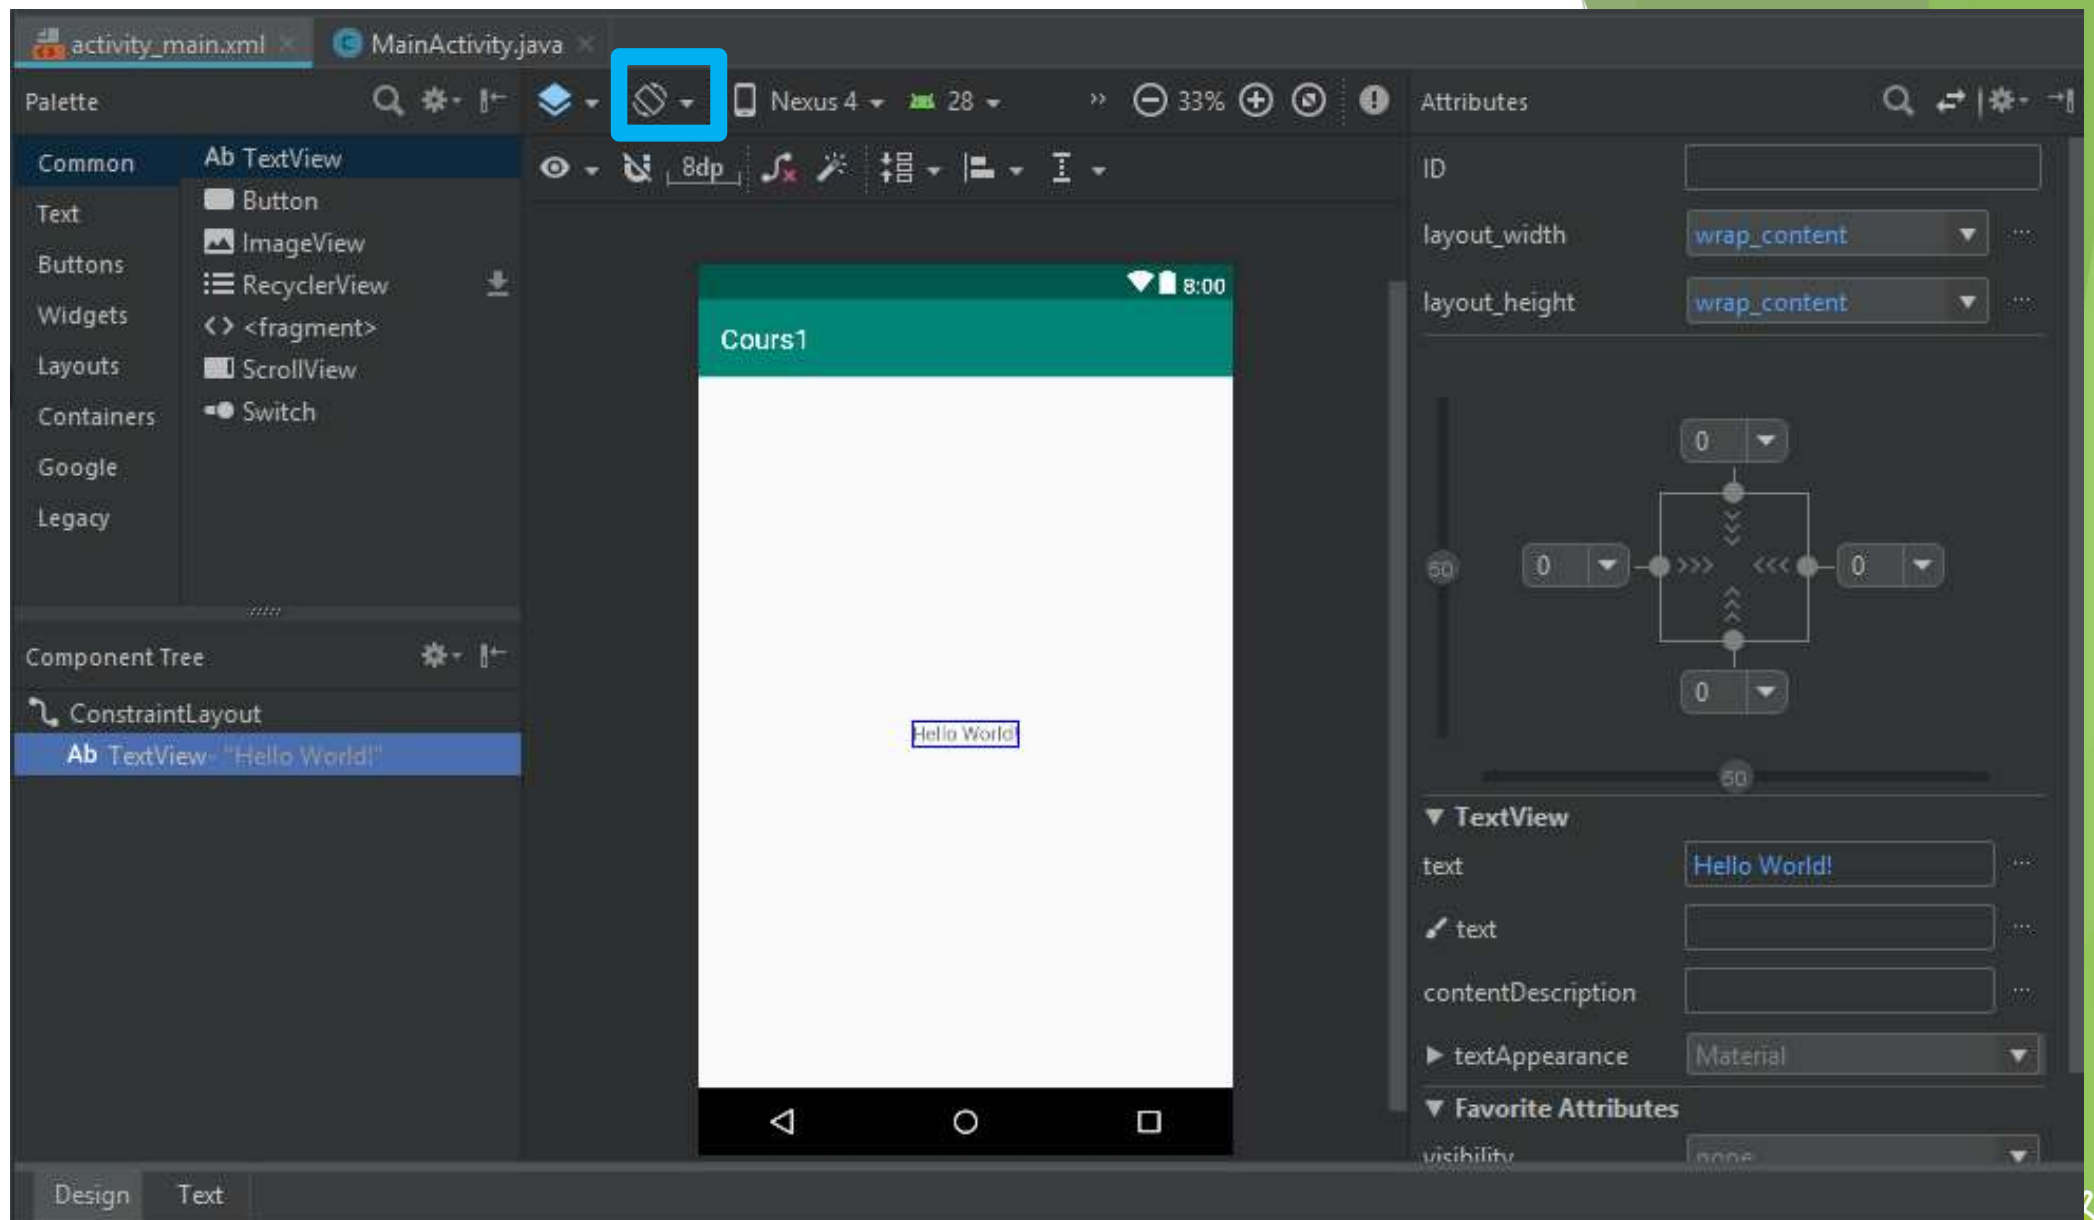 activity_main.xml
MainActivity.java
Palette
Nexus 4
28
33%
Attributes
Common
Text
Buttons
Widgets
Layouts
Containers
Google
Legacy
Ab TextView
Button
ImageView
RecyclerView
<fragment>
ScrollView
Switch
8dp
Component Tree
ConstraintLayout
Ab TextView- "Hello World!"
8:00
Cours1
Hello World!
ID
layout_width wrap_content
layout_height wrap_content
0
50 0 0
0
50
TextView
text Hello World!
text
contentDescription
textAppearance Material
Favorite Attributes
visibility none
Design Text